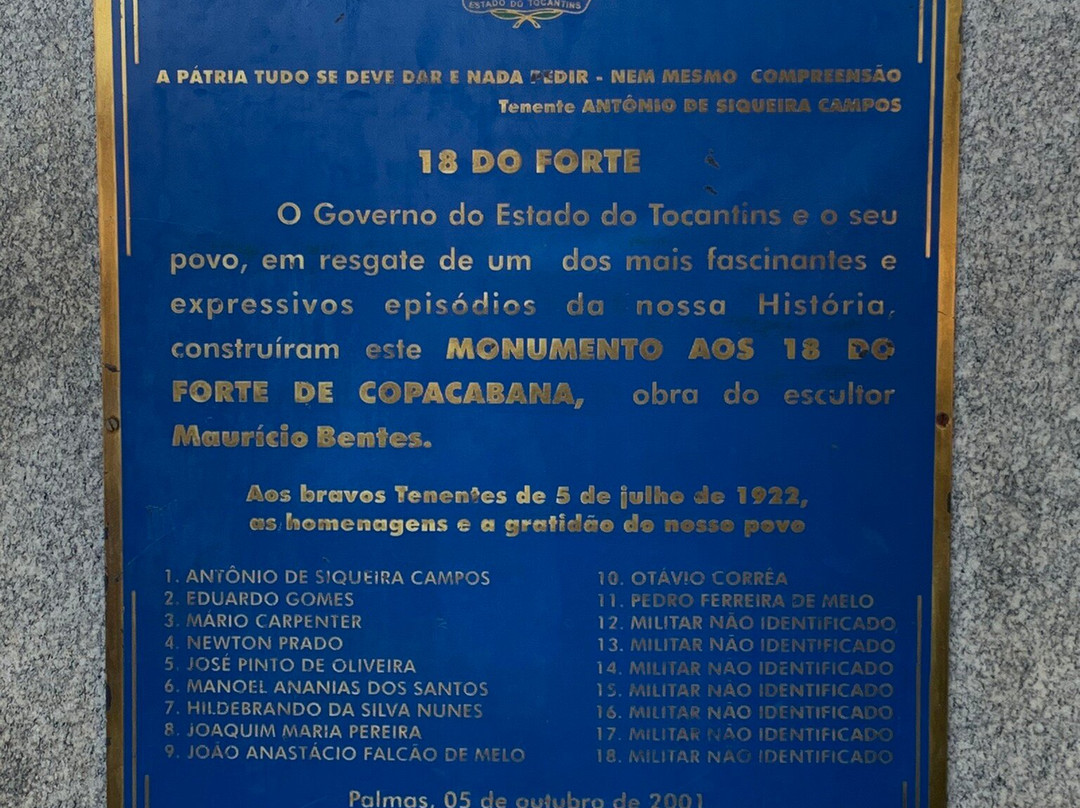 ESTADO DO TOCANTINS
A PÁTRIA TUDO SE DEVE DAR E NADA PEDIR - NEM MESMO COMPREENSÃO
Tenente ANTÔNIO DE SIQUEIRA CAMPOS
18 DO FORTE
O Governo do Estado do Tocantins e o seu
povo, em resgate de um dos mais fascinantes e
expressivos episódios da nossa História,
construíram este MONUMENTO AOS 18 DO
FORTE DE COPACABANA, obra do escultor
Maurício Bentes.
Aos bravos Tenentes de 5 de julho de 1922,
as homenagens e a gratidão do nosso povo
1. ANTÔNIO DE SIQUEIRA CAMPOS
2. EDUARDO GOMES
3. MÁRIO CARPENTER
4. NEWTON PRADO
5. JOSÉ PINTO DE OLIVEIRA
6. MANOEL ANANIAS DOS SANTOS
7. HILDEBRANDO DA SILVA NUNES
8. JOAQUIM MARIA PEREIRA
9. JOÃO ANASTÁCIO FALCÃO DE MELO
10. OTÁVIO CORRÊA
11. PEDRO FERREIRA DE MELO
12. MILITAR NÃO IDENTIFICADO
13. MILITAR NÃO IDENTIFICADO
14. MILITAR NÃO IDENTIFICADO
15. MILITAR NÃO IDENTIFICADO
16. MILITAR NÃO IDENTIFICADO
17. MILITAR NÃO IDENTIFICADO
18. MILITAR NÃO IDENTIFICADO
Palmas, 05 de outubro de 2001